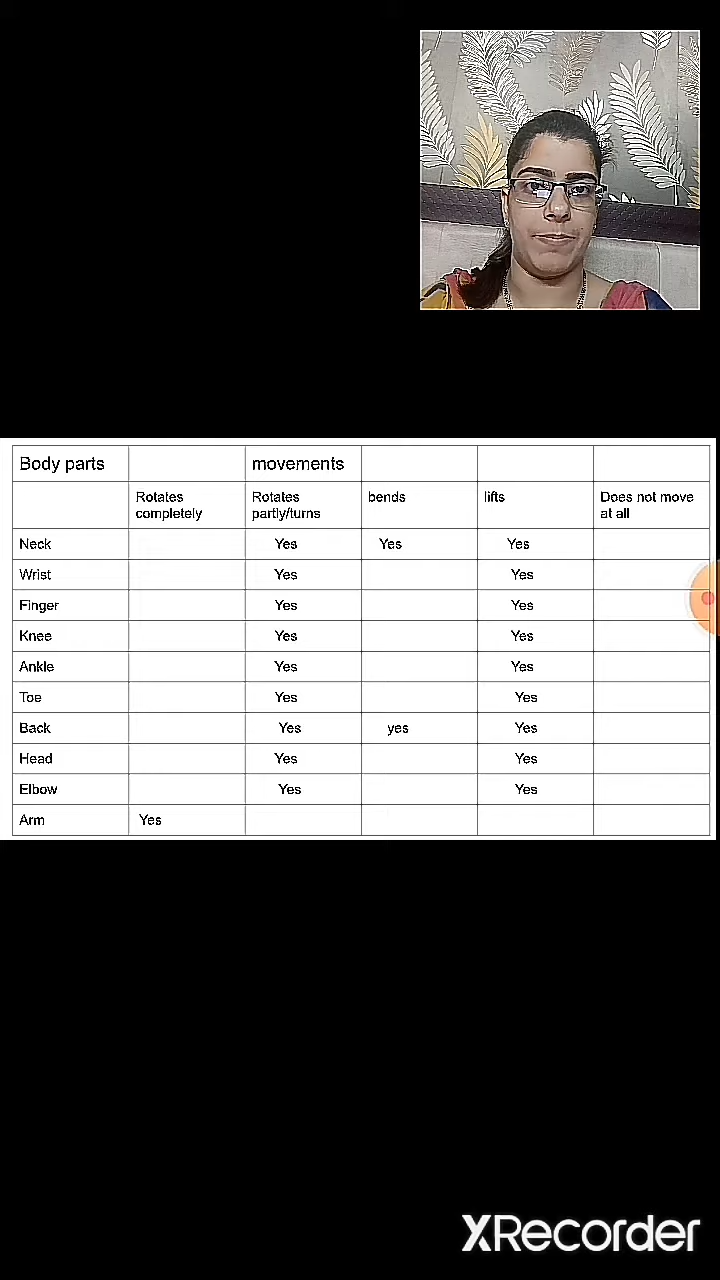 Body parts movements
Rotates completely Rotates partly/turns bends lifts Does not move at all
Neck Yes Yes Yes
Wrist Yes Yes
Finger Yes Yes
Knee Yes Yes
Ankle Yes Yes
Toe Yes Yes
Back Yes yes Yes
Head Yes Yes
Elbow Yes Yes
Arm Yes
XRecorder